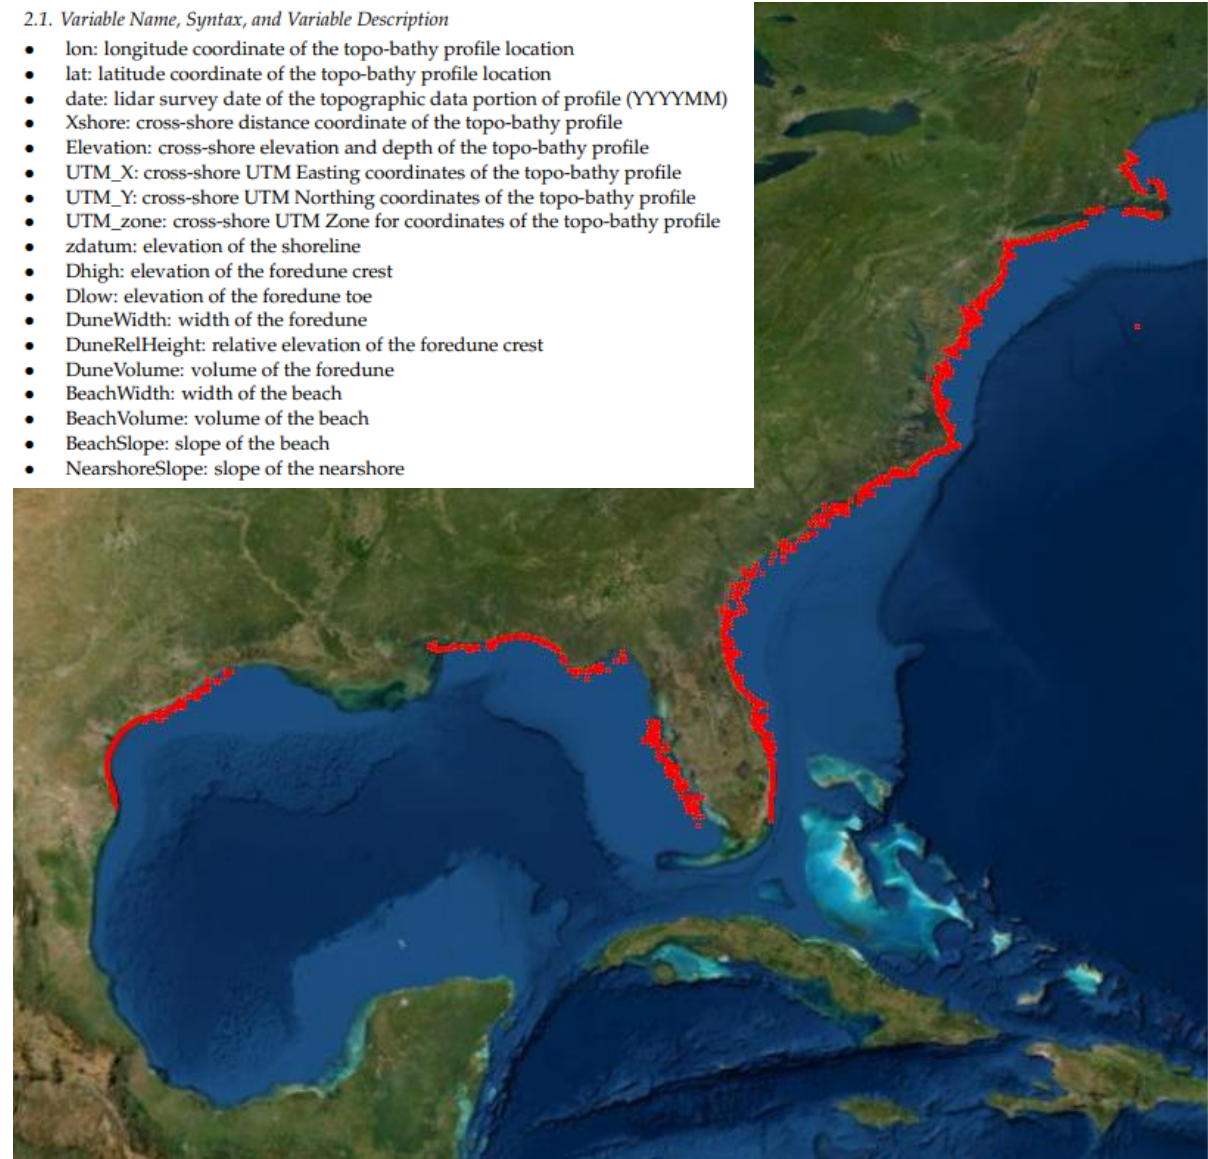 2.1. Variable Name, Syntax, and Variable Description
● lon: longitude coordinate of the topo-bathy profile location
● lat: latitude coordinate of the topo-bathy profile location
● date: lidar survey date of the topographic data portion of profile (YYYYMM)
● Xshore: cross-shore distance coordinate of the topo-bathy profile
● Elevation: cross-shore elevation and depth of the topo-bathy profile
● UTM_X: cross-shore UTM Easting coordinates of the topo-bathy profile
● UTM_Y: cross-shore UTM Northing coordinates of the topo-bathy profile
● UTM_zone: cross-shore UTM Zone for coordinates of the topo-bathy profile
● zdatum: elevation of the shoreline
● Dhigh: elevation of the foredune crest
● Dlow: elevation of the foredune toe
● DuneWidth: width of the foredune
● DuneRelHeight: relative elevation of the foredune crest
● DuneVolume: volume of the foredune
● BeachWidth: width of the beach
● BeachVolume: volume of the beach
● BeachSlope: slope of the beach
● NearshoreSlope: slope of the nearshore